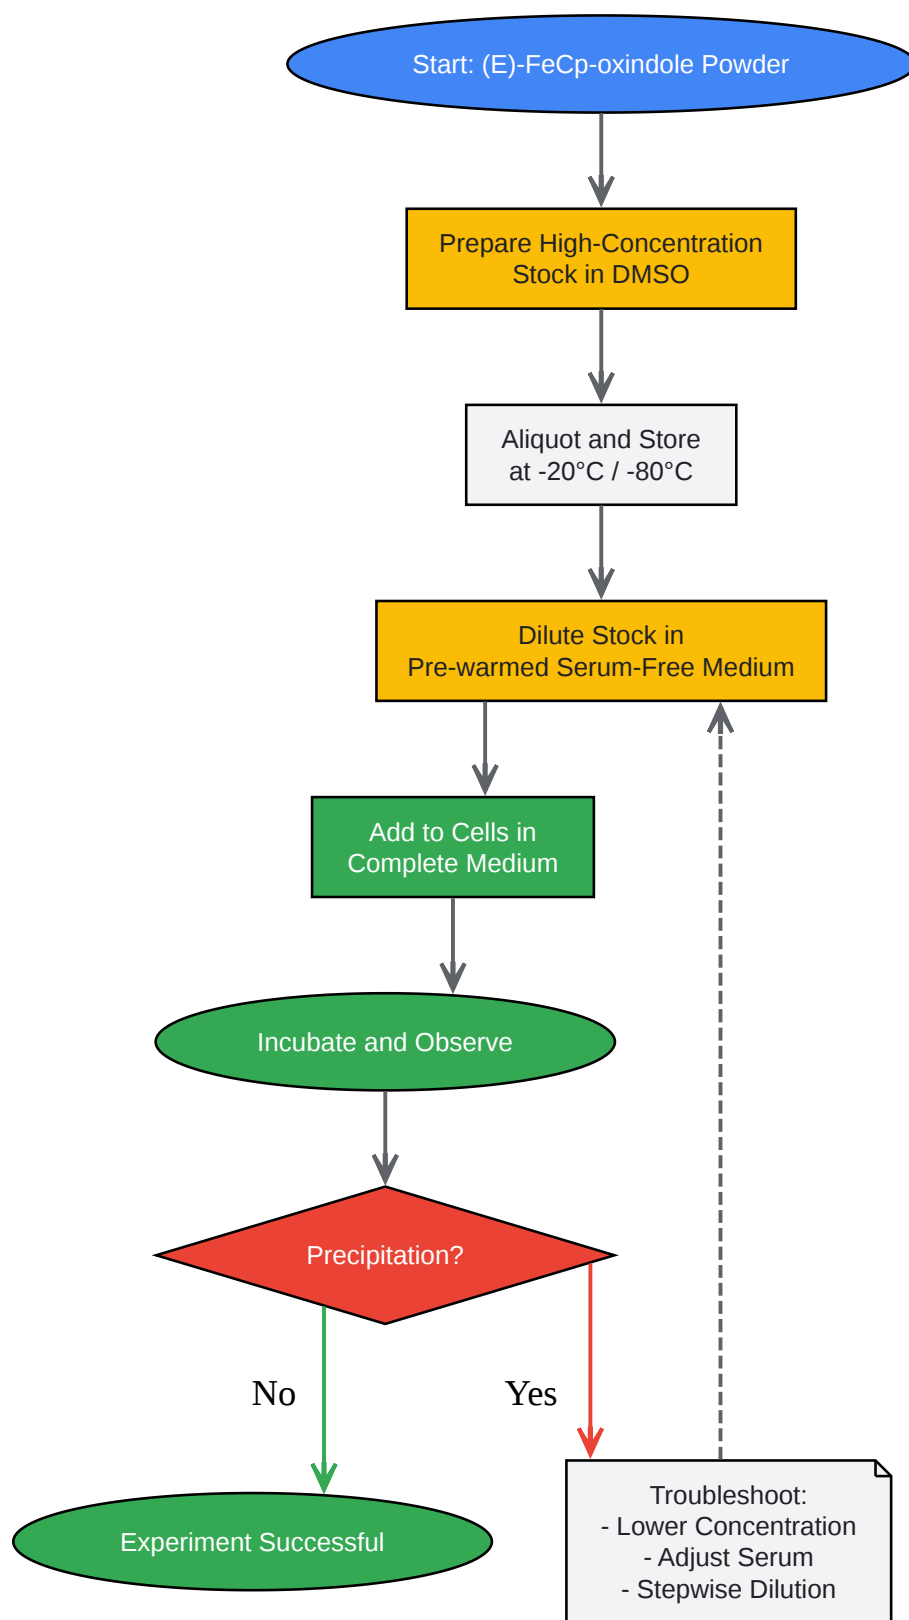 Start: (E)-FeCp-oxindole Powder
Prepare High-Concentration
Stock in DMSO
Aliquot and Store
at -20°C / -80°C
Dilute Stock in
Pre-warmed Serum-Free Medium
Add to Cells in
Complete Medium
Incubate and Observe
Precipitation?
No
Yes
Experiment Successful
Troubleshoot:
- Lower Concentration
- Adjust Serum
- Stepwise Dilution